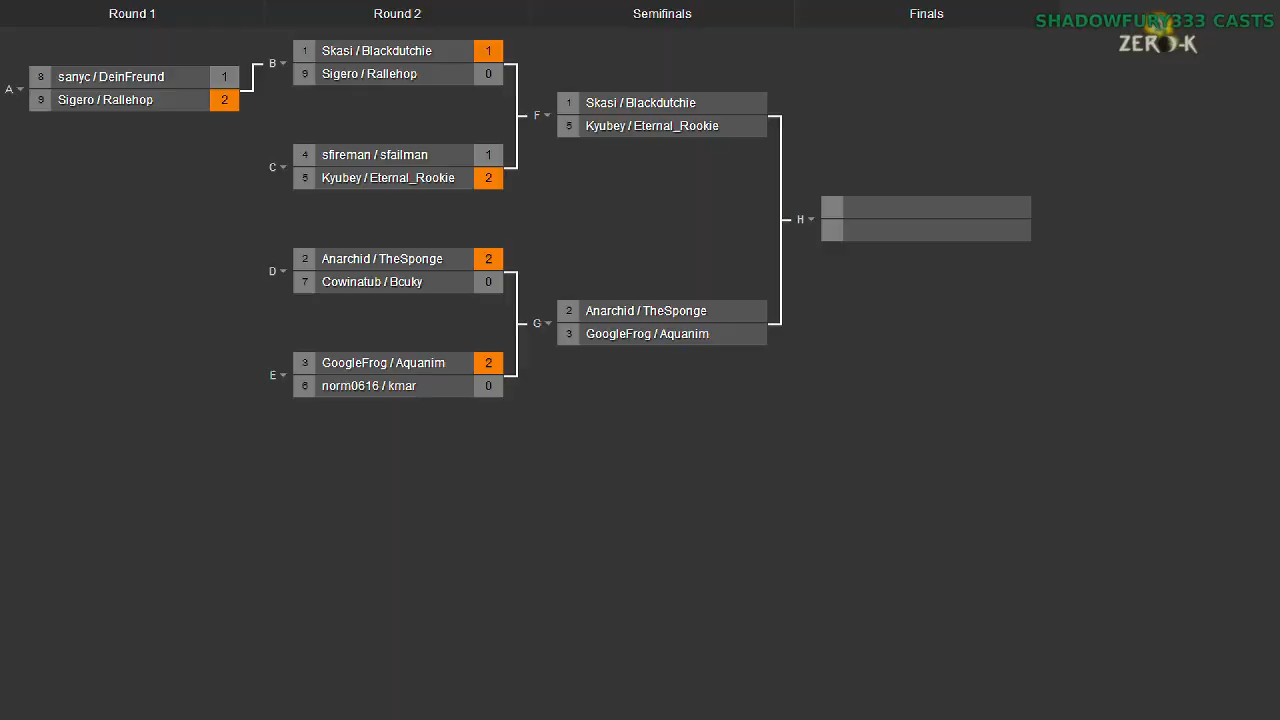 Round 1
Round 2
Semifinals
Finals
SHADOWFURY333 CASTS
ZERO-K
A
8 sanyc / DeinFreund 1
9 Sigero / Rallehop 2
B
1 Skasi / Blackdutchie 1
9 Sigero / Rallehop 0
C
4 sfireman / sfailman 1
5 Kyubey / Eternal_Rookie 2
D
2 Anarchid / TheSponge 2
7 Cowinatub / Bcuky 0
E
3 GoogleFrog / Aquanim 2
6 norm0616 / kmar 0
F
1 Skasi / Blackdutchie
5 Kyubey / Eternal_Rookie
G
2 Anarchid / TheSponge
3 GoogleFrog / Aquanim
H